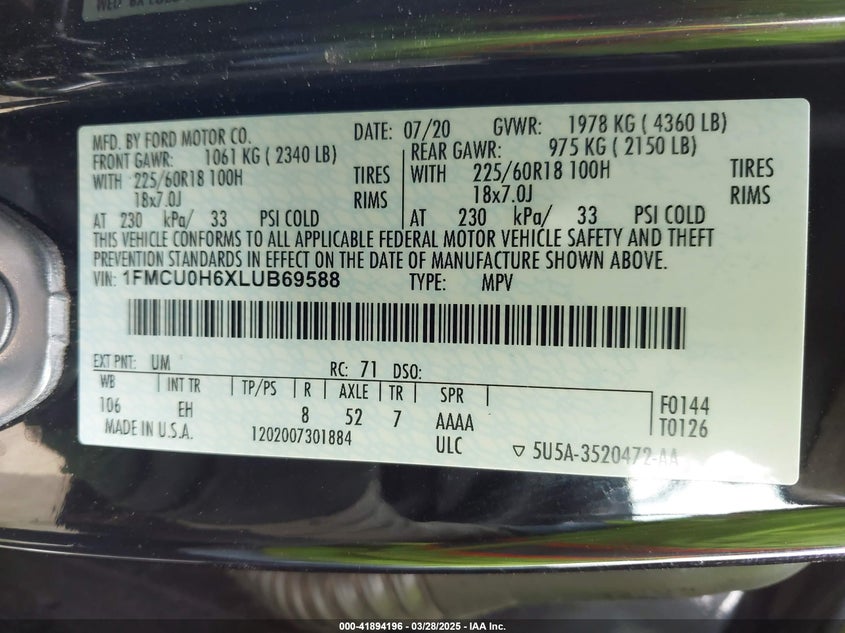 MFD. BY FORD MOTOR CO. DATE: 07/20 GVWR: 1978 KG ( 4360 LB)
FRONT GAWR: 1061 KG ( 2340 LB) REAR GAWR: 975 KG ( 2150 LB)
WITH 225/60R18 100H TIRES WITH 225/60R18 100H TIRES
18x7.0J RIMS 18x7.0J RIMS
AT 230 kPa/ 33 PSI COLD AT 230 kPa/ 33 PSI COLD
THIS VEHICLE CONFORMS TO ALL APPLICABLE FEDERAL MOTOR VEHICLE SAFETY AND THEFT
PREVENTION STANDARDS IN EFFECT ON THE DATE OF MANUFACTURE SHOWN ABOVE.
VIN: 1FMCU0H6XLUB69588 TYPE: MPV
EXT PNT: UM RC: 71 DSO:
WB INT TR TP/PS R AXLE TR SPR
106 EH 8 52 7 AAAA F0144
MADE IN U.S.A. 1202007301884 ULC T0126
5U5A-3520472-AA
000-41894196 — 03/28/2025 - IAA Inc.